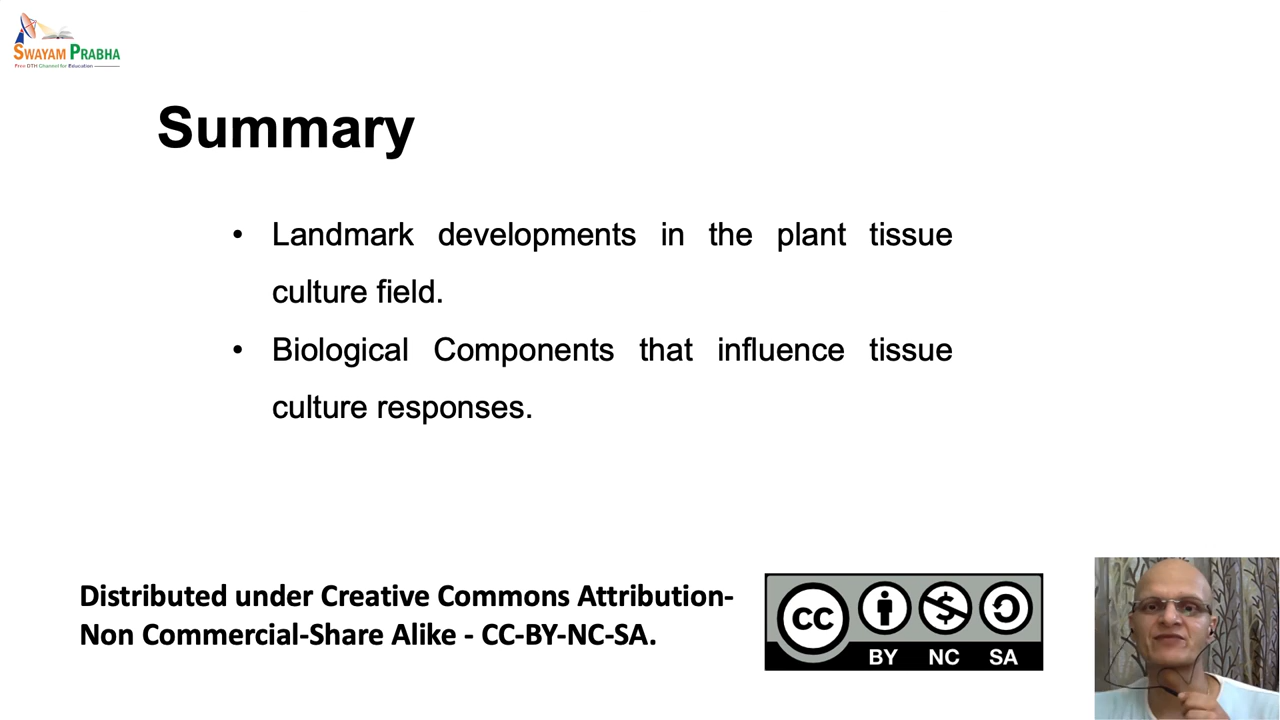 SWAYAM PRABHA
Free DTH Channel for Education
Summary
• Landmark developments in the plant tissue
culture field.
• Biological Components that influence tissue
culture responses.
Distributed under Creative Commons Attribution-
Non Commercial-Share Alike - CC-BY-NC-SA.
CC
BY NC SA